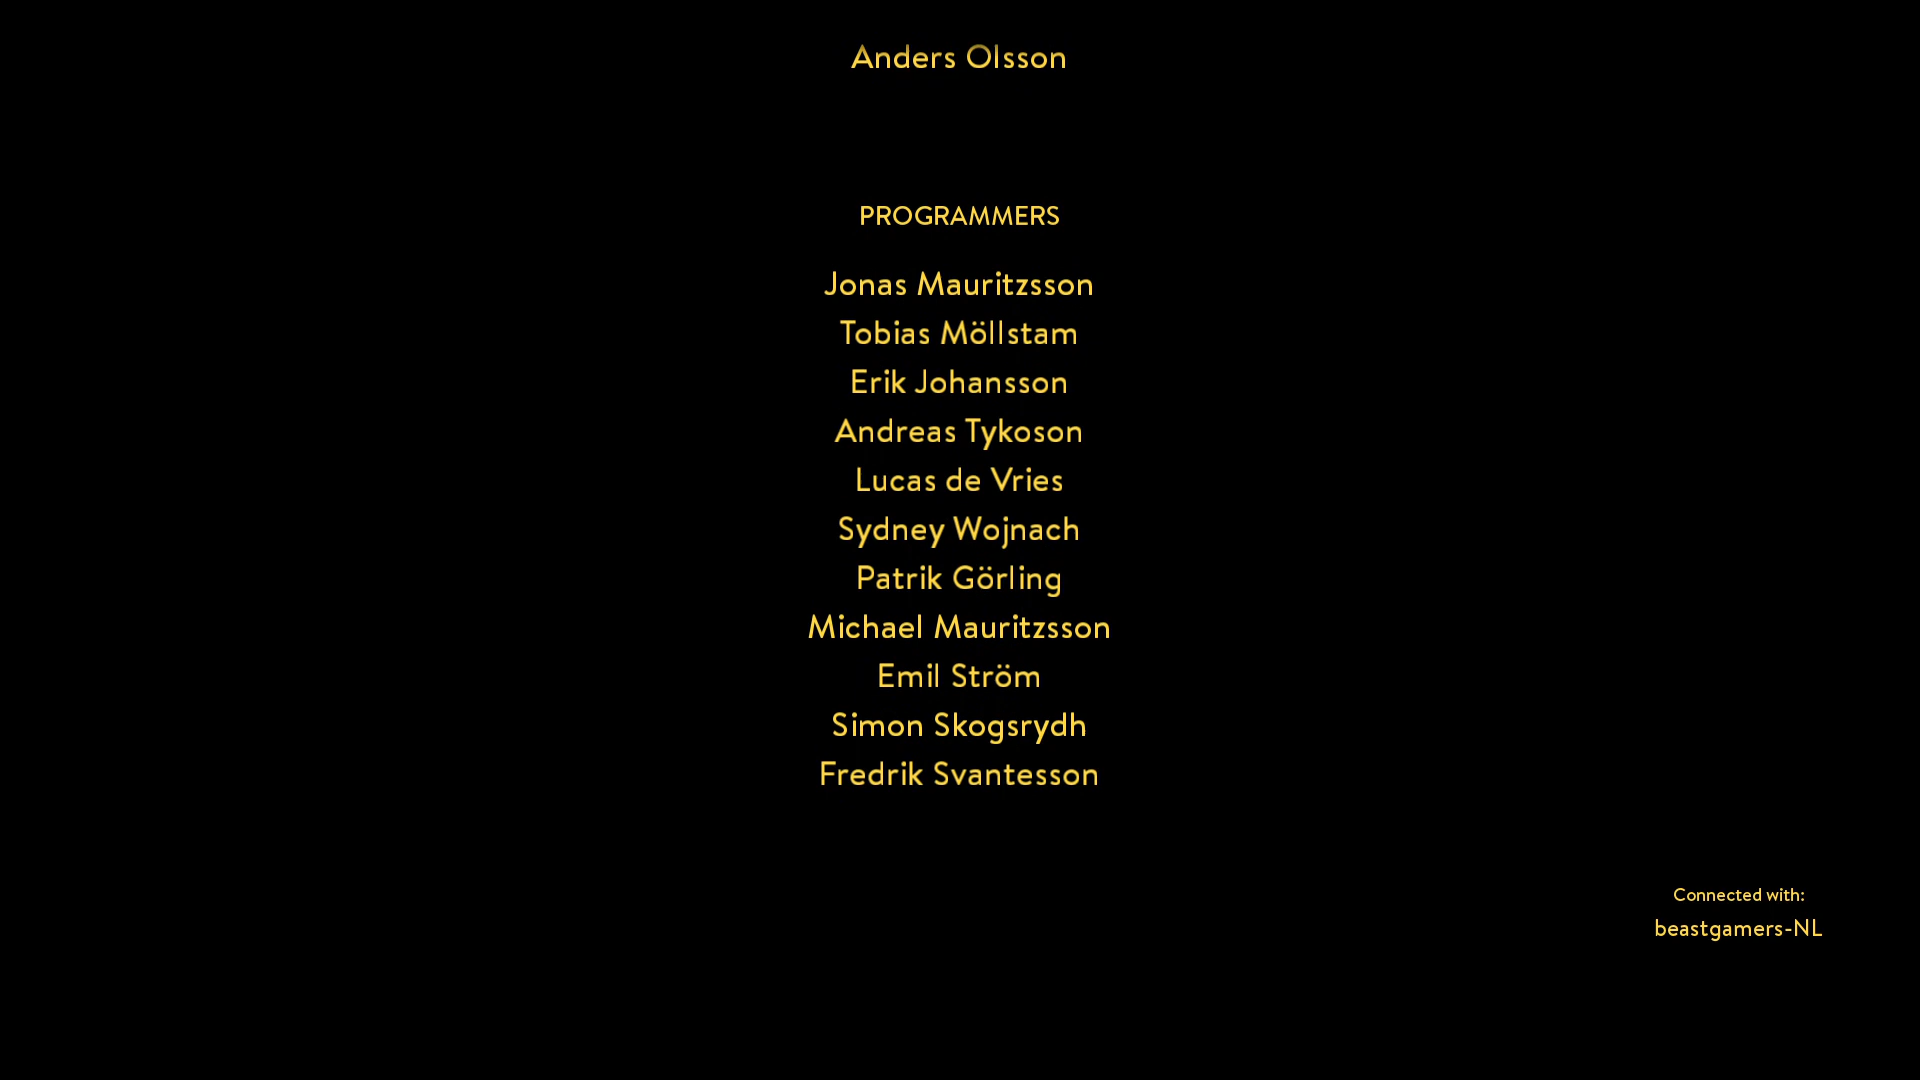 Anders Olsson
PROGRAMMERS
Jonas Mauritzsson
Tobias Möllstam
Erik Johansson
Andreas Tykoson
Lucas de Vries
Sydney Wojnach
Patrik Görling
Michael Mauritzsson
Emil Ström
Simon Skogsrydh
Fredrik Svantesson
Connected with:
beastgamers-NL